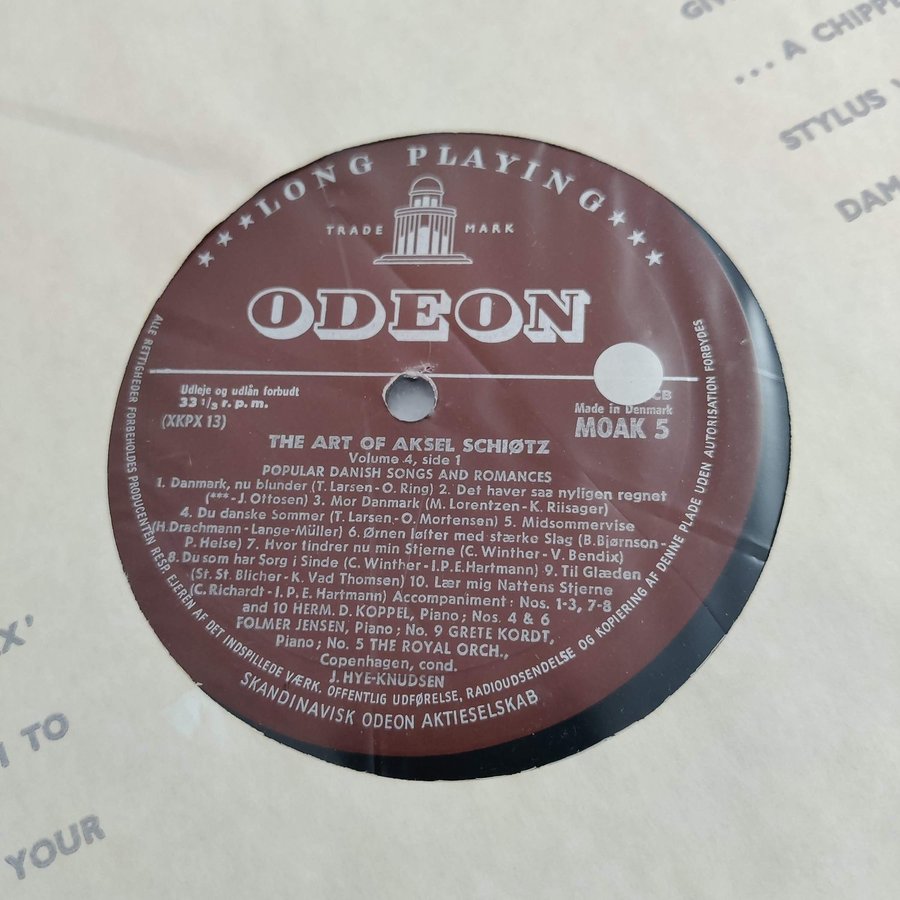 GIV
... A CHIPPE
STYLUS
DAM
★★★ LONG PLAYING ★★★
TRADE MARK
ODEON
Udleje og udlån forbudt
33 1/3 r. p. m.
(XKPX 13)
CB
Made in Denmark
MOAK 5
THE ART OF AKSEL SCHIØTZ
Volume 4, side 1
POPULAR DANISH SONGS AND ROMANCES
1. Danmark, nu blunder (T. Larsen - O. Ring) 2. Det haver saa nyligen regnet
(*** - J. Ottosen) 3. Mor Danmark (M. Lorentzen - K. Riisager)
4. Du danske Sommer (T. Larsen - O. Mortensen) 5. Midsommervise
(H. Drachmann - Lange-Müller) 6. Ørnen løfter med stærke Slag (B. Bjørnson -
P. Heise) 7. Hvor tindrer nu min Stjerne (C. Winther - V. Bendix)
8. Du som har Sorg i Sinde (C. Winther - I. P. E. Hartmann) 9. Til Glæden
(St. St. Blicher - K. Vad Thomsen) 10. Lær mig Nattens Stjerne
(C. Richardt - I. P. E. Hartmann) Accompaniment: Nos. 1-3, 7-8
and 10 HERM. D. KOPPEL, Piano; Nos. 4 & 6
FOLMER JENSEN, Piano; No. 9 GRETE KORDT,
Piano; No. 5 THE ROYAL ORCH.,
Copenhagen, cond.
J. HYE-KNUDSEN
ALLE RETTIGHEDER FORBEHOLDES PRODUCENTEN RESP. EJEREN AF DET INDSPILLEDE VÆRK. OFFENTLIG UDFØRELSE, RADIOUDSENDELSE OG KOPIERING AF DENNE PLADE UDEN AUTORISATION FORBYDES
SKANDINAVISK ODEON AKTIESELSKAB
X'
TO
YOUR